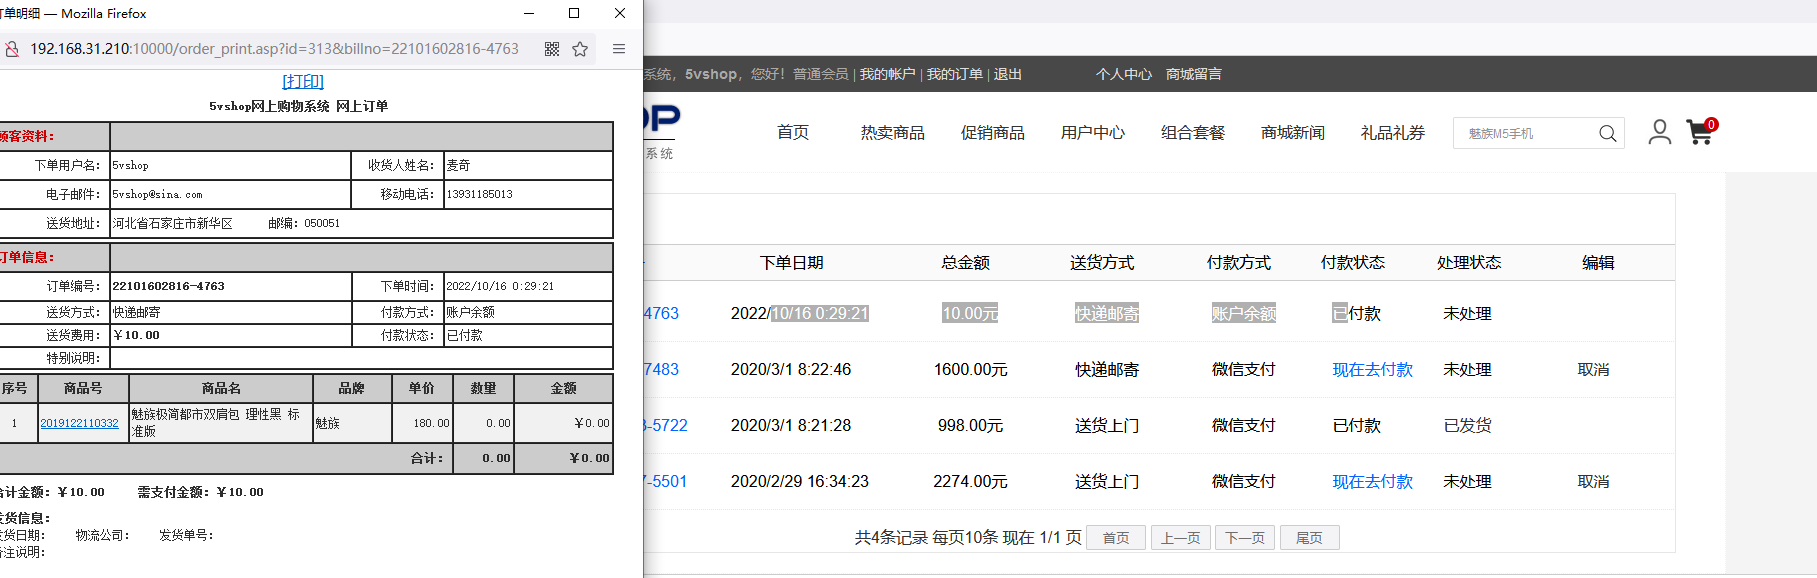 订单明细 — Mozilla Firefox
192.168.31.210:10000/order_print.asp?id=313&billno=22101602816-4763
[打印]
5vshop网上购物系统 网上订单
顾客资料：
下单用户名： 5vshop 收货人姓名： 麦奇
电子邮件： 5vshop@sina.com 移动电话： 13931185013
送货地址： 河北省石家庄市新华区 邮编：050051
订单信息：
订单编号： 22101602816-4763 下单时间： 2022/10/16 0:29:21
送货方式： 快递邮寄 付款方式： 账户余额
送货费用： ￥10.00 付款状态： 已付款
特别说明：
序号 商品号 商品名 品牌 单价 数量 金额
1 2019122110332 魅族极简都市双肩包 理性黑 标准版 魅族 180.00 0.00 ￥0.00
合计： 0.00 ￥0.00
合计金额：￥10.00 需支付金额：￥10.00
发货信息：
发货日期： 物流公司： 发货单号：
备注说明：
系统，5vshop，您好！普通会员 | 我的帐户 | 我的订单 | 退出 个人中心 商城留言
OP
系统
首页 热卖商品 促销商品 用户中心 组合套餐 商城新闻 礼品礼券 魅族M5手机 0
下单日期 总金额 送货方式 付款方式 付款状态 处理状态 编辑
4763 2022/10/16 0:29:21 10.00元 快递邮寄 账户余额 已付款 未处理
7483 2020/3/1 8:22:46 1600.00元 快递邮寄 微信支付 现在去付款 未处理 取消
-5722 2020/3/1 8:21:28 998.00元 送货上门 微信支付 已付款 已发货
-5501 2020/2/29 16:34:23 2274.00元 送货上门 微信支付 现在去付款 未处理 取消
共4条记录 每页10条 现在 1/1 页 首页 上一页 下一页 尾页